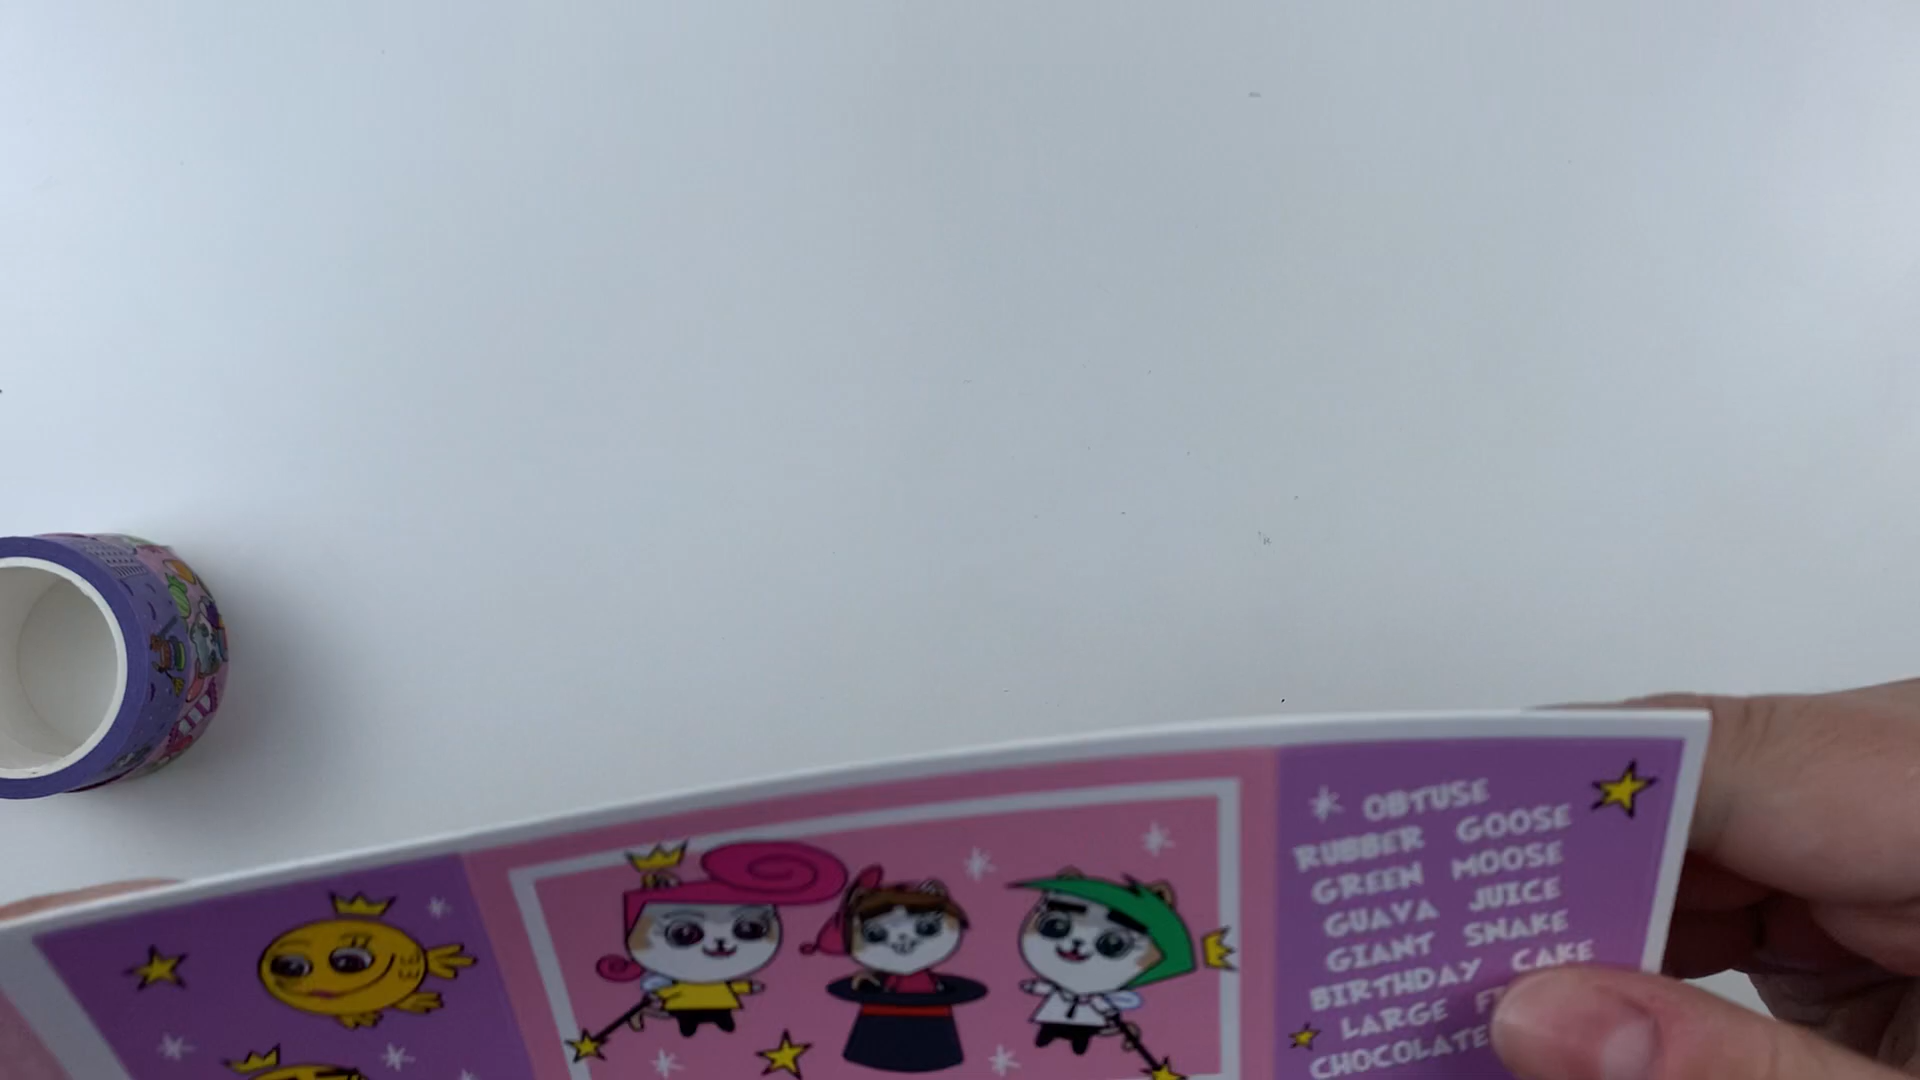 OBTUSE
RUBBER GOOSE
GREEN MOOSE
GUAVA JUICE
GIANT SNAKE
BIRTHDAY CAKE
LARGE
CHOCOLATE